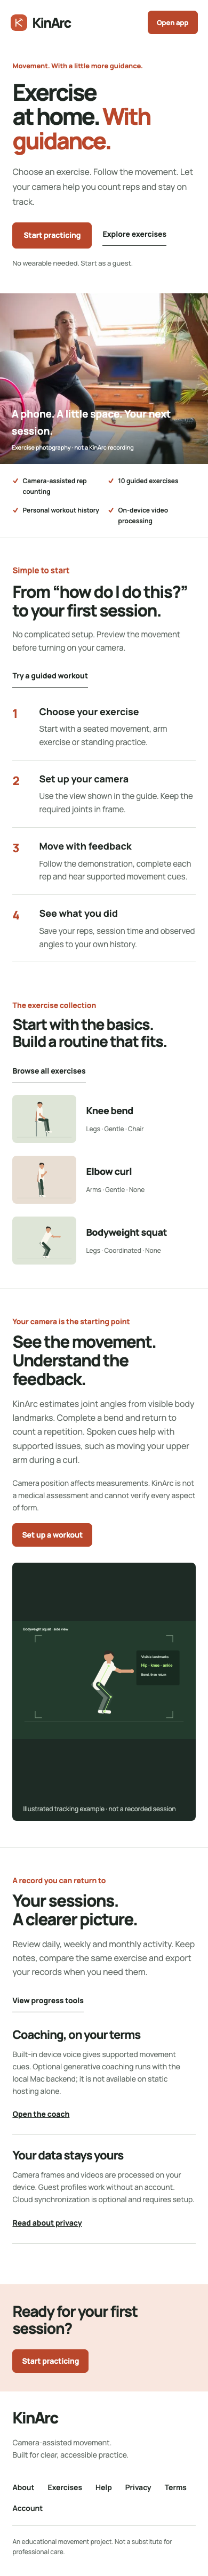 KinArc
Open app
Movement. With a little more guidance.
Exercise
at home. With
guidance.
Choose an exercise. Follow the movement. Let
your camera help you count reps and stay on
track.
Start practicing
Explore exercises
No wearable needed. Start as a guest.
A phone. A little space. Your next
session.
Exercise photography · not a KinArc recording
Camera-assisted rep
counting
10 guided exercises
Personal workout history
On-device video
processing
Simple to start
From “how do I do this?”
to your first session.
No complicated setup. Preview the movement
before turning on your camera.
Try a guided workout
1
Choose your exercise
Start with a seated movement, arm
exercise or standing practice.
2
Set up your camera
Use the view shown in the guide. Keep the
required joints in frame.
3
Move with feedback
Follow the demonstration, complete each
rep and hear supported movement cues.
4
See what you did
Save your reps, session time and observed
angles to your own history.
The exercise collection
Start with the basics.
Build a routine that fits.
Browse all exercises
Knee bend
Legs · Gentle · Chair
Elbow curl
Arms · Gentle · None
Bodyweight squat
Legs · Coordinated · None
Your camera is the starting point
See the movement.
Understand the
feedback.
KinArc estimates joint angles from visible body
landmarks. Complete a bend and return to
count a repetition. Spoken cues help with
supported issues, such as moving your upper
arm during a curl.
Camera position affects measurements. KinArc is not
a medical assessment and cannot verify every aspect
of form.
Set up a workout
Bodyweight squat · side view
Visible landmarks
Hip · knee · ankle
Bend, then return
Illustrated tracking example · not a recorded session
A record you can return to
Your sessions.
A clearer picture.
Review daily, weekly and monthly activity. Keep
notes, compare the same exercise and export
your records when you need them.
View progress tools
Coaching, on your terms
Built-in device voice gives supported movement
cues. Optional generative coaching runs with the
local Mac backend; it is not available on static
hosting alone.
Open the coach
Your data stays yours
Camera frames and videos are processed on your
device. Guest profiles work without an account.
Cloud synchronization is optional and requires setup.
Read about privacy
Ready for your first
session?
Start practicing
KinArc
Camera-assisted movement.
Built for clear, accessible practice.
About
Exercises
Help
Privacy
Terms
Account
An educational movement project. Not a substitute for
professional care.